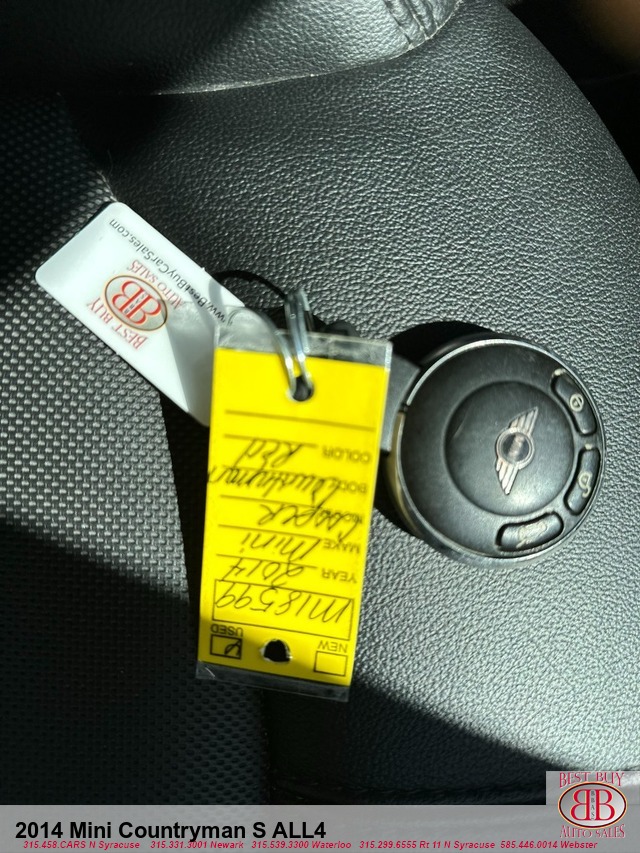 www.BestBuyCarSales.com
BEST BUY
BB
AUTO SALES
NEW
USED
M18599
YEAR 2014
MAKE Mini
Cooper
BODY Countryman
COLOR Red
BEST BUY
BB
AUTO SALES
2014 Mini Countryman S ALL4
315.458.CARS N Syracuse 315.331.3001 Newark 315.539.3300 Waterloo 315.299.6555 Rt 11 N Syracuse 585.446.0014 Webster